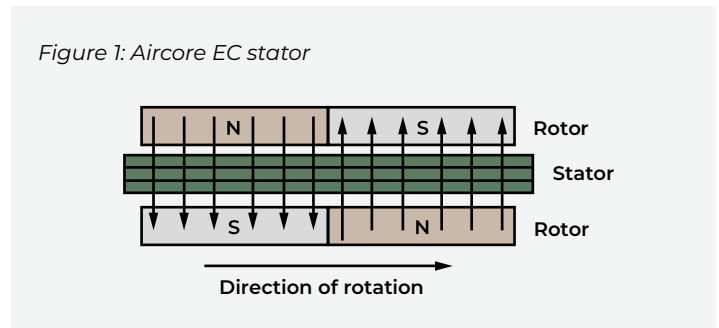 Figure 1: Aircore EC stator
N S Rotor
Stator
S N Rotor
Direction of rotation